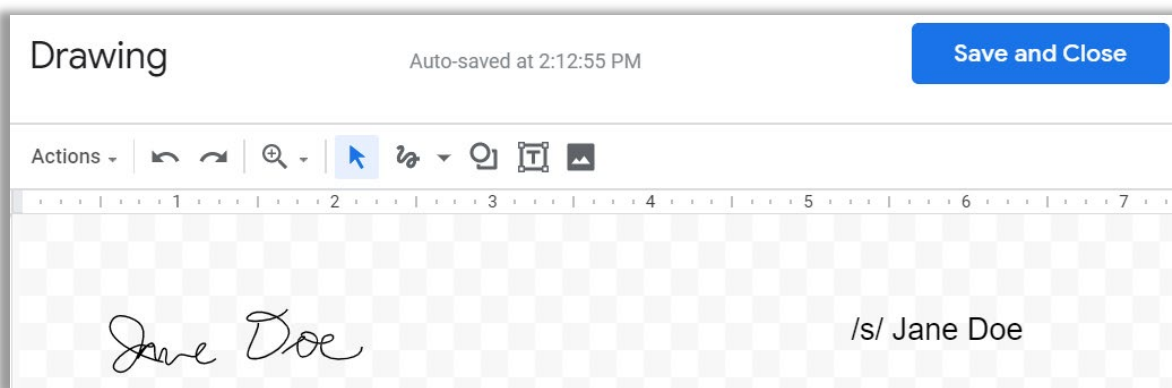 Drawing
Auto-saved at 2:12:55 PM
Save and Close
Actions
1 2 3 4 5 6 7
Jane Doe
/s/ Jane Doe